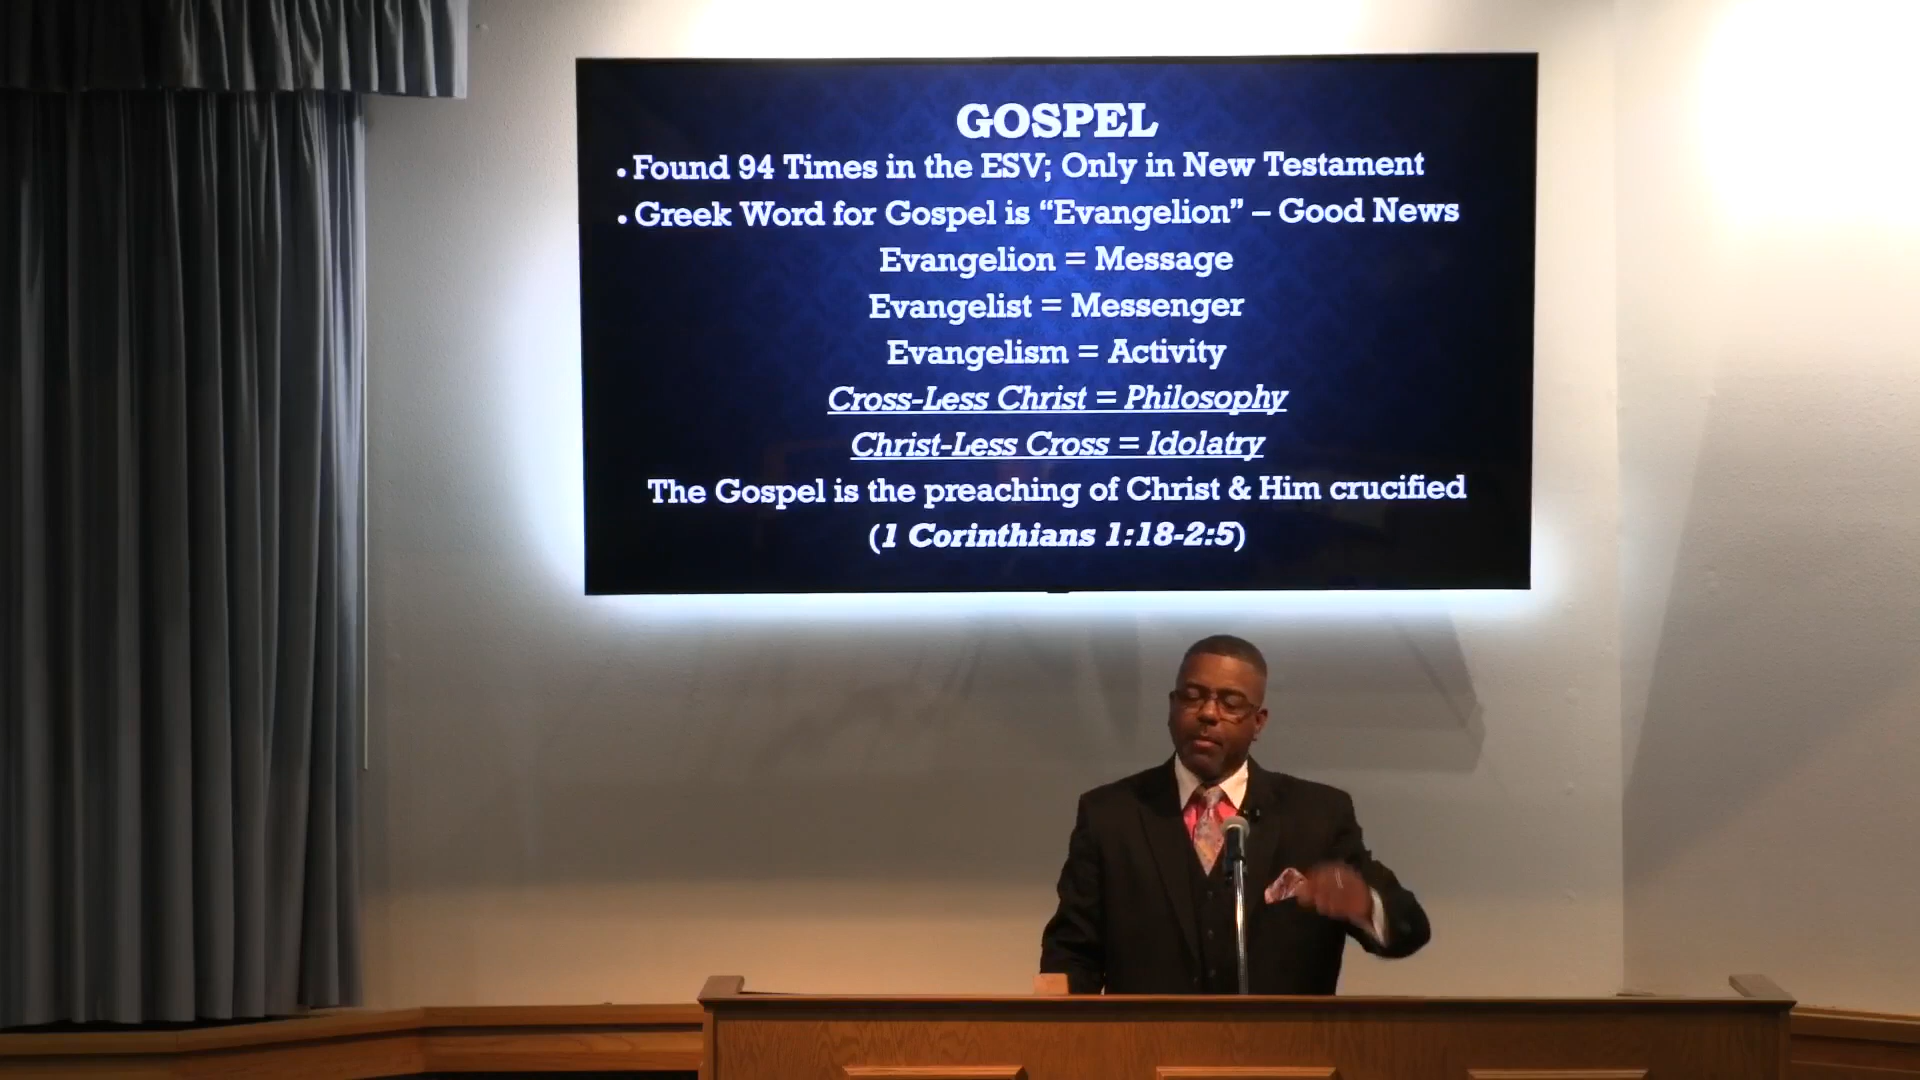 GOSPEL
• Found 94 Times in the ESV; Only in New Testament
• Greek Word for Gospel is “Evangelion” – Good News
Evangelion = Message
Evangelist = Messenger
Evangelism = Activity
Cross-Less Christ = Philosophy
Christ-Less Cross = Idolatry
The Gospel is the preaching of Christ & Him crucified
(1 Corinthians 1:18-2:5)